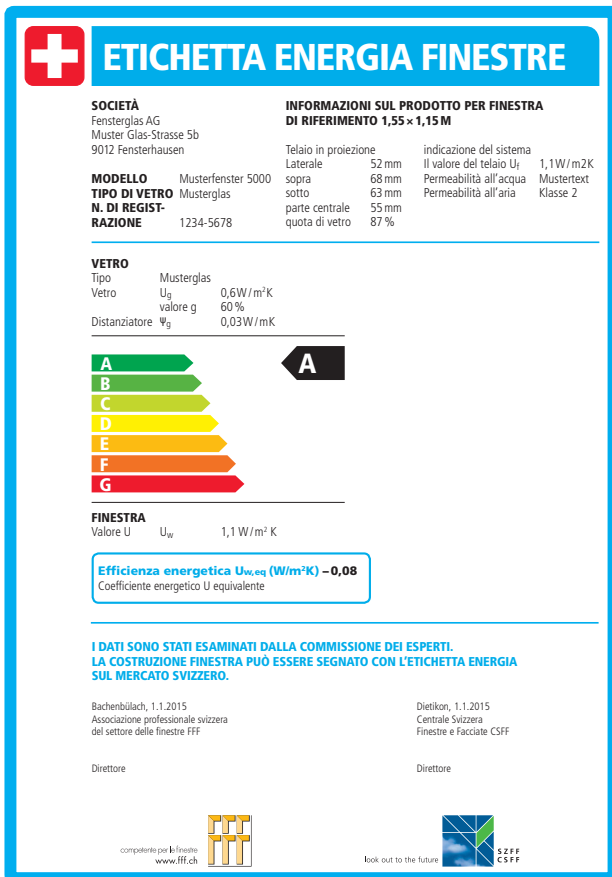 ETICHETTA ENERGIA FINESTRE
SOCIETÀ
Fensterglas AG
Muster Glas-Strasse 5b
9012 Fensterhausen
MODELLO Musterfenster 5000
TIPO DI VETRO Musterglas
N. DI REGIST-
RAZIONE 1234-5678
INFORMAZIONI SUL PRODOTTO PER FINESTRA
DI RIFERIMENTO 1,55 × 1,15 M
Telaio in proiezione
Laterale 52 mm
sopra 68 mm
sotto 63 mm
parte centrale 55 mm
quota di vetro 87 %
indicazione del sistema
Il valore del telaio Uf 1,1 W/m2K
Permeabilità all'acqua Mustertext
Permeabilità all'aria Klasse 2
VETRO
Tipo Musterglas
Vetro Ug 0,6 W/m²K
valore g 60 %
Distanziatore Ψg 0,03 W/mK
A
A
B
C
D
E
F
G
FINESTRA
Valore U Uw 1,1 W/m² K
Efficienza energetica Uw,eq (W/m²K) –0,08
Coefficiente energetico U equivalente
I DATI SONO STATI ESAMINATI DALLA COMMISSIONE DEI ESPERTI.
LA COSTRUZIONE FINESTRA PUÒ ESSERE SEGNATO CON L'ETICHETTA ENERGIA
SUL MERCATO SVIZZERO.
Bachenbülach, 1.1.2015
Associazione professionale svizzera
del settore delle finestre FFF
Direttore
Dietikon, 1.1.2015
Centrale Svizzera
Finestre e Facciate CSFF
Direttore
competente per le finestre
www.fff.ch
fff
look out to the future
SZFF
CSFF